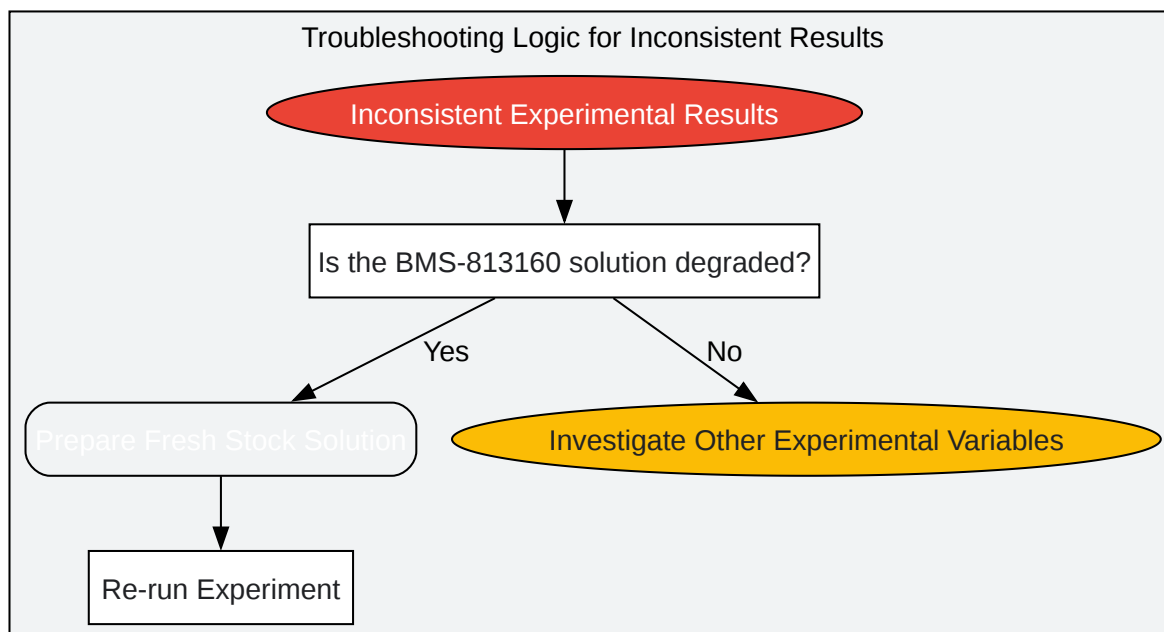 Troubleshooting Logic for Inconsistent Results
Inconsistent Experimental Results
Is the BMS-813160 solution degraded?
Yes
No
Prepare Fresh Stock Solution
Investigate Other Experimental Variables
Re-run Experiment